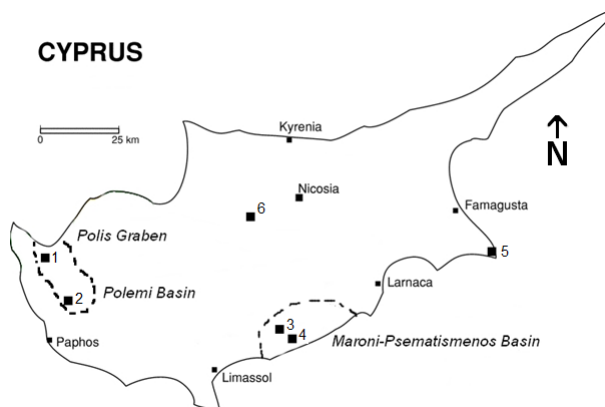 CYPRUS
0 25 km
Kyrenia
N
Nicosia
6
Famagusta
Polis Graben
1
5
Polemi Basin
2
Larnaca
3
4
Maroni-Psematismenos Basin
Paphos
Limassol